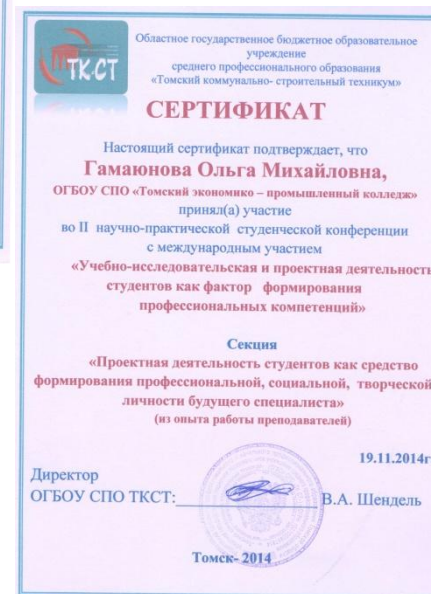 ТКСТ
Областное государственное бюджетное образовательное
учреждение
среднего профессионального образования
«Томский коммунально- строительный техникум»
СЕРТИФИКАТ
Настоящий сертификат подтверждает, что
Гамаюнова Ольга Михайловна,
ОГБОУ СПО «Томский экономико – промышленный колледж»
принял(а) участие
во II научно-практической студенческой конференции
с международным участием
«Учебно-исследовательская и проектная деятельность
студентов как фактор формирования
профессиональных компетенций»
Секция
«Проектная деятельность студентов как средство
формирования профессиональной, социальной, творческой
личности будущего специалиста»
(из опыта работы преподавателей)
19.11.2014г
Директор
ОГБОУ СПО ТКСТ: В.А. Шендель
Томск- 2014